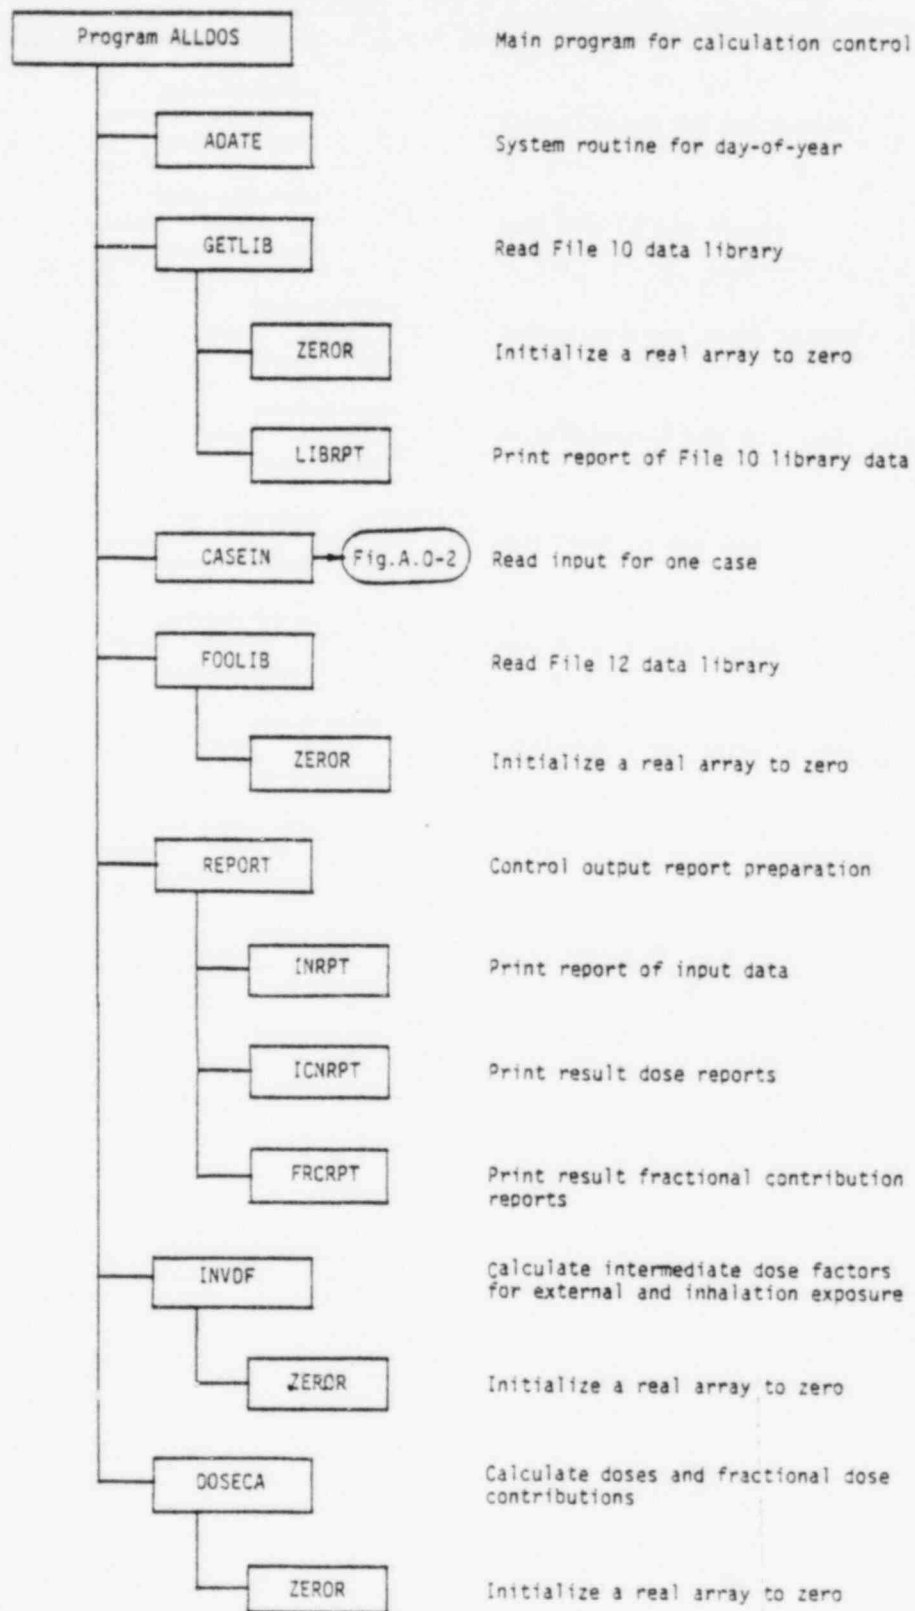 Program ALLDOS
Main program for calculation control
ADATE
System routine for day-of-year
GETLIB
Read File 10 data library
ZEROR
Initialize a real array to zero
LIBRPT
Print report of File 10 library data
CASEIN
Fig.A.0-2
Read input for one case
FOOLIB
Read File 12 data library
ZEROR
Initialize a real array to zero
REPORT
Control output report preparation
INRPT
Print report of input data
ICNRPT
Print result dose reports
FRCRPT
Print result fractional contribution
reports
INVDF
Calculate intermediate dose factors
for external and inhalation exposure
ZEROR
Initialize a real array to zero
DOSECA
Calculate doses and fractional dose
contributions
ZEROR
Initialize a real array to zero